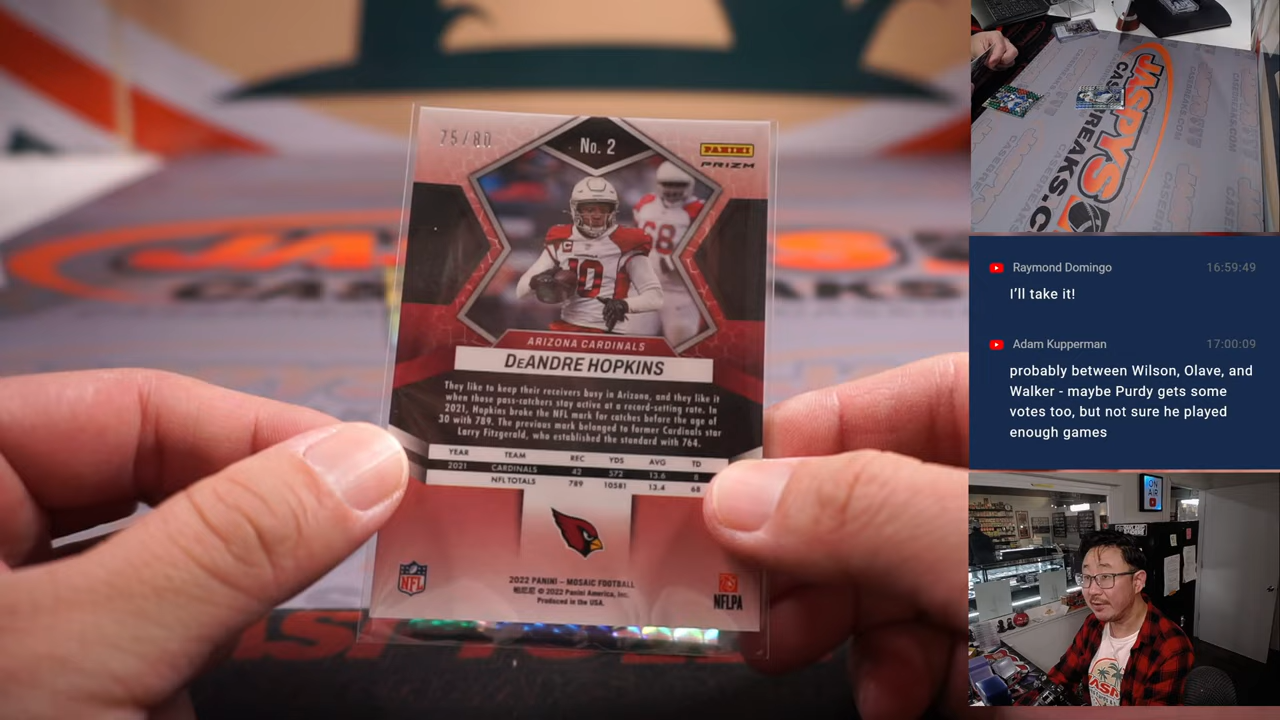 75/80
No. 2
PANINI
PRIZM
68
10
ARIZONA CARDINALS
DeANDRE HOPKINS
They like to keep their receivers busy in Arizona, and they like it
when those pass-catchers stay active at a record-setting rate. In
2021, Hopkins broke the NFL mark for catches before the age of
30 with 789. The previous mark belonged to former Cardinals star
Larry Fitzgerald, who established the standard with 764.
YEAR TEAM REC YDS AVG TD
2021 CARDINALS 42 572 13.6 8
NFL TOTALS 789 10581 13.4 68
NFL
2022 PANINI – MOSAIC FOOTBALL
© 2022 Panini America, Inc.
Produced in the USA.
NFLPA
JASPYS
Raymond Domingo 16:59:49
I'll take it!
Adam Kupperman 17:00:09
probably between Wilson, Olave, and
Walker - maybe Purdy gets some
votes too, but not sure he played
enough games
ON
AIR